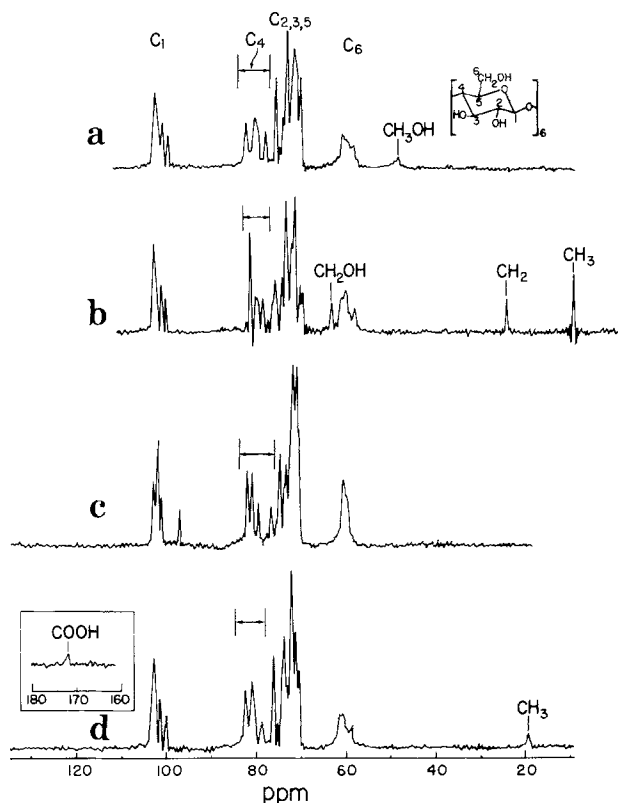 C₁ C₄ C₂,₃,₅ C₆
6 CH₂OH
4 5 O
HO 3 2 O
OH 6
CH₃OH
a
CH₂OH CH₂ CH₃
b
c
COOH
180 170 160
CH₃
d
120 100 80 60 40 20
ppm